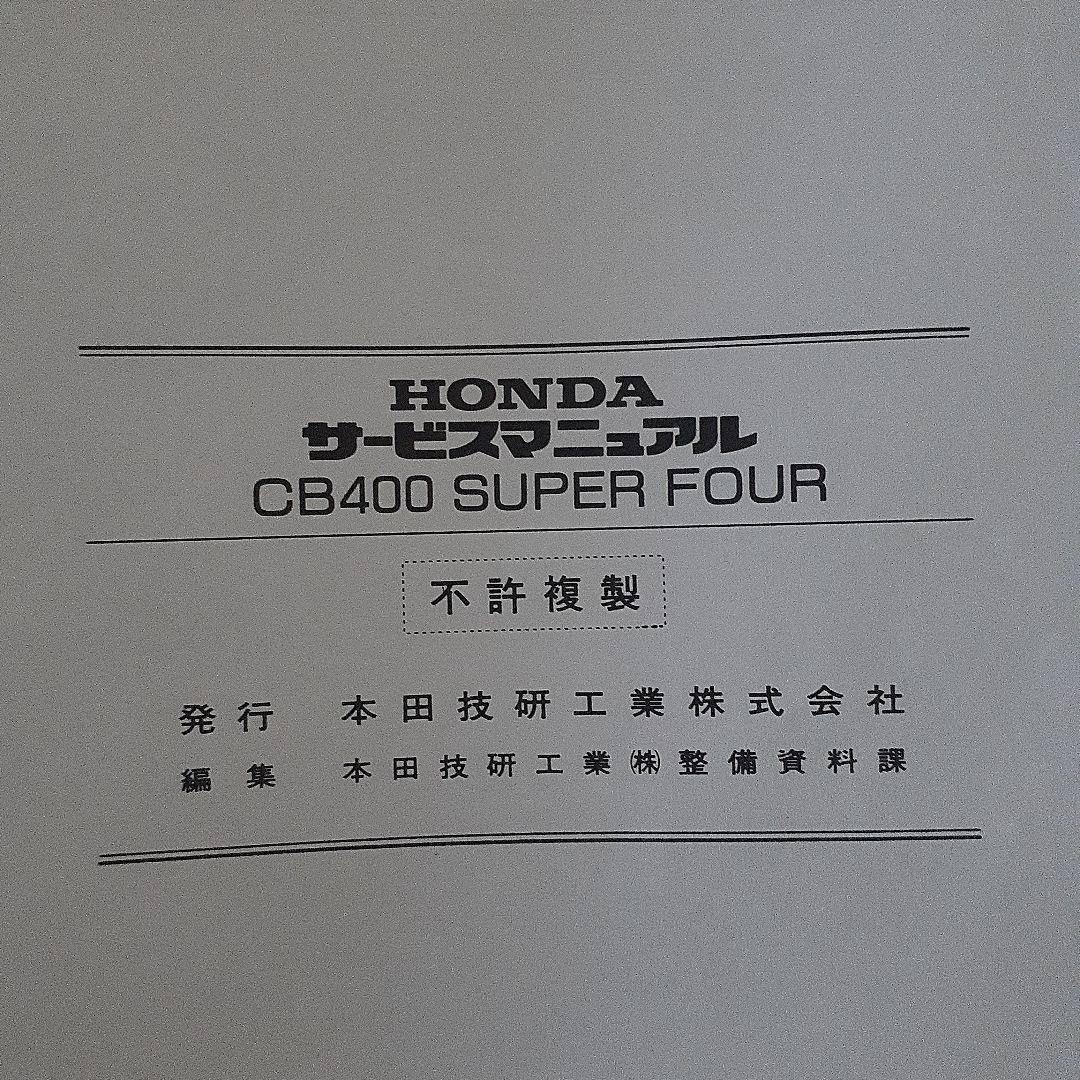 HONDA
サービスマニュアル
CB400 SUPER FOUR
不許複製
発行 本田技研工業株式会社
編集 本田技研工業㈱整備資料課